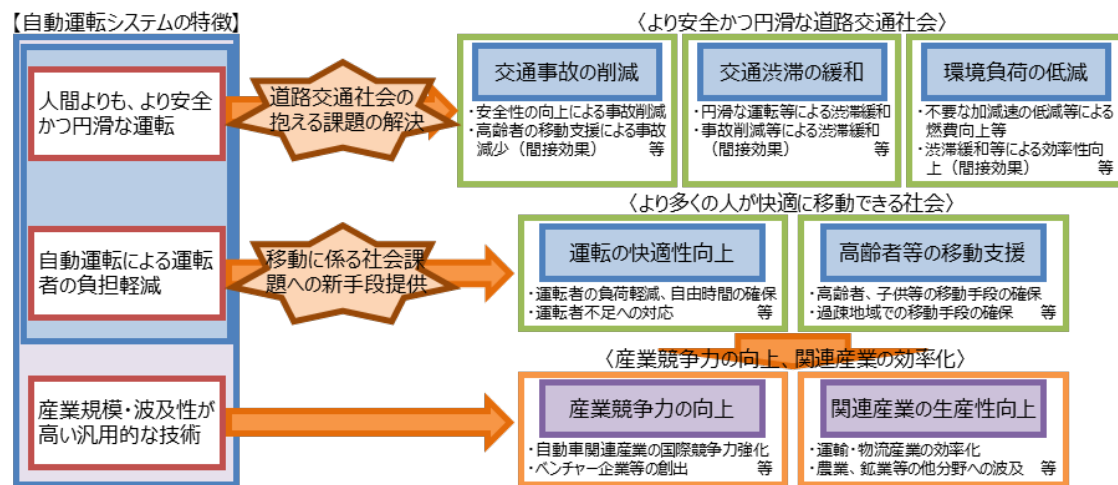 【自動運転システムの特徴】
人間よりも、より安全
かつ円滑な運転
道路交通社会の
抱える課題の解決
〈より安全かつ円滑な道路交通社会〉
交通事故の削減
・安全性の向上による事故削減
・高齢者の移動支援による事故
減少（間接効果） 等
交通渋滞の緩和
・円滑な運転等による渋滞緩和
・事故削減等による渋滞緩和
（間接効果） 等
環境負荷の低減
・不要な加減速の低減等による
燃費向上等
・渋滞緩和等による効率性向
上（間接効果） 等
自動運転による運転
者の負担軽減
移動に係る社会課
題への新手段提供
〈より多くの人が快適に移動できる社会〉
運転の快適性向上
・運転者の負荷軽減、自由時間の確保
・運転者不足への対応 等
高齢者等の移動支援
・高齢者、子供等の移動手段の確保
・過疎地域での移動手段の確保 等
産業規模・波及性が
高い汎用的な技術
〈産業競争力の向上、関連産業の効率化〉
産業競争力の向上
・自動車関連産業の国際競争力強化
・ベンチャー企業等の創出 等
関連産業の生産性向上
・運輸・物流産業の効率化
・農業、鉱業等の他分野への波及 等